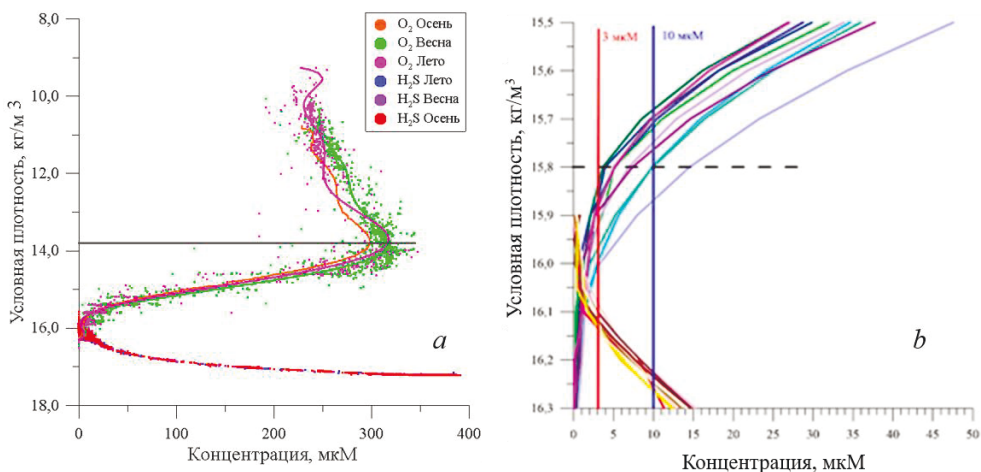 8,0
10,0
12,0
14,0
16,0
18,0
Условная плотность, кг/м 3
O₂ Осень
O₂ Весна
O₂ Лето
H₂S Лето
H₂S Весна
H₂S Осень
a
0
100
200
300
400
Концентрация, мкМ
15,5
15,6
15,7
15,8
15,9
16,0
16,1
16,2
16,3
Условная плотность, кг/м³
3 мкМ
10 мкМ
b
0
5
10
15
20
25
30
35
40
45
50
Концентрация, мкМ